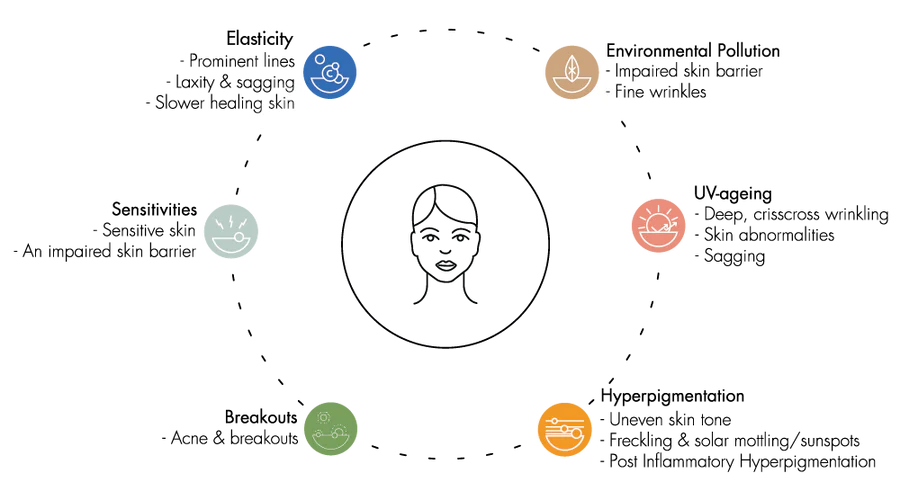 Elasticity
- Prominent lines
- Laxity & sagging
- Slower healing skin
Environmental Pollution
- Impaired skin barrier
- Fine wrinkles
Sensitivities
- Sensitive skin
- An impaired skin barrier
UV-ageing
- Deep, crisscross wrinkling
- Skin abnormalities
- Sagging
Breakouts
- Acne & breakouts
Hyperpigmentation
- Uneven skin tone
- Freckling & solar mottling/sunspots
- Post Inflammatory Hyperpigmentation